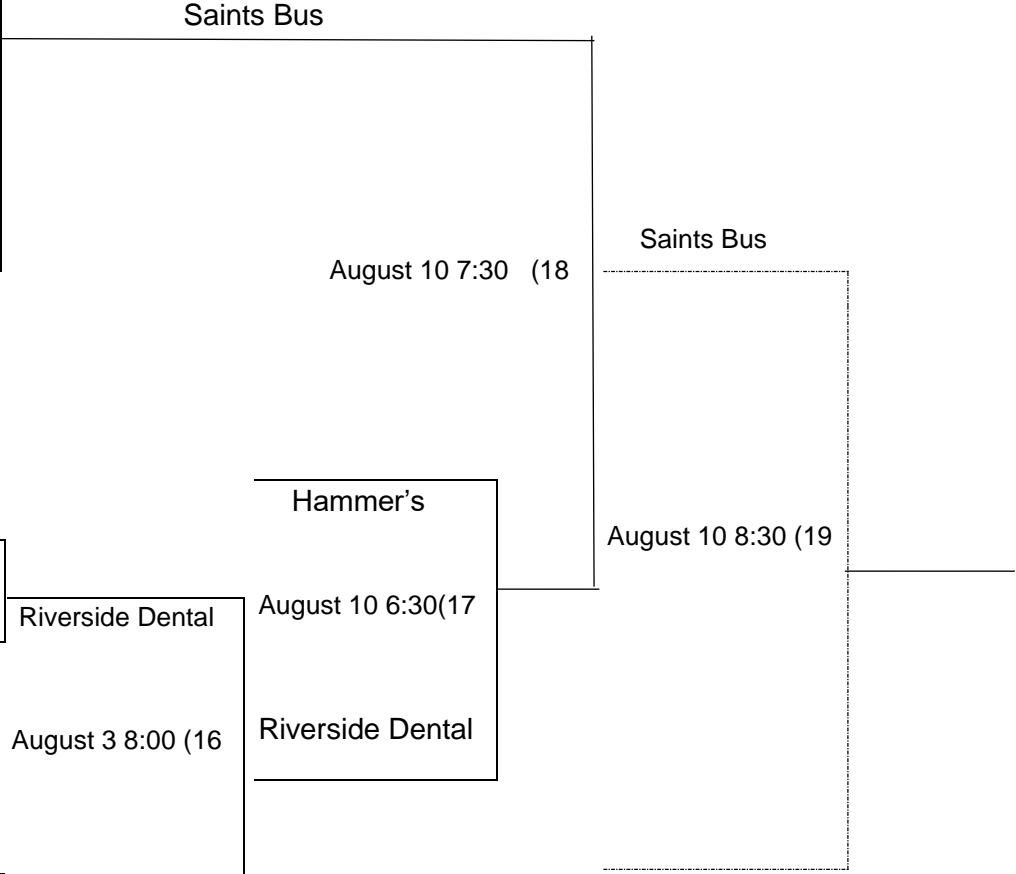 Saints Bus
Saints Bus
August 10 7:30 (18
Hammer’s
August 10 8:30 (19
August 10 6:30(17
Riverside Dental
Riverside Dental
August 3 8:00 (16